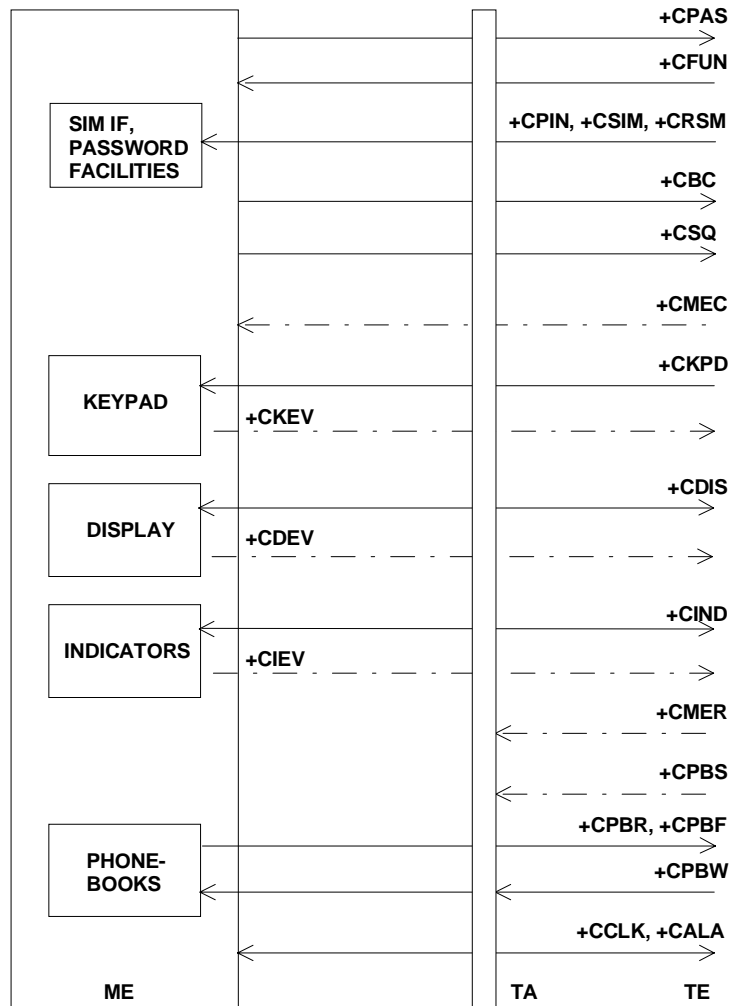 +CPAS
+CFUN
SIM IF,
PASSWORD
FACILITIES
+CPIN, +CSIM, +CRSM
+CBC
+CSQ
+CMEC
+CKPD
KEYPAD
+CKEV
+CDIS
DISPLAY
+CDEV
+CIND
INDICATORS
+CIEV
+CMER
+CPBS
+CPBR, +CPBF
PHONE-
BOOKS
+CPBW
+CCLK, +CALA
ME
TA
TE